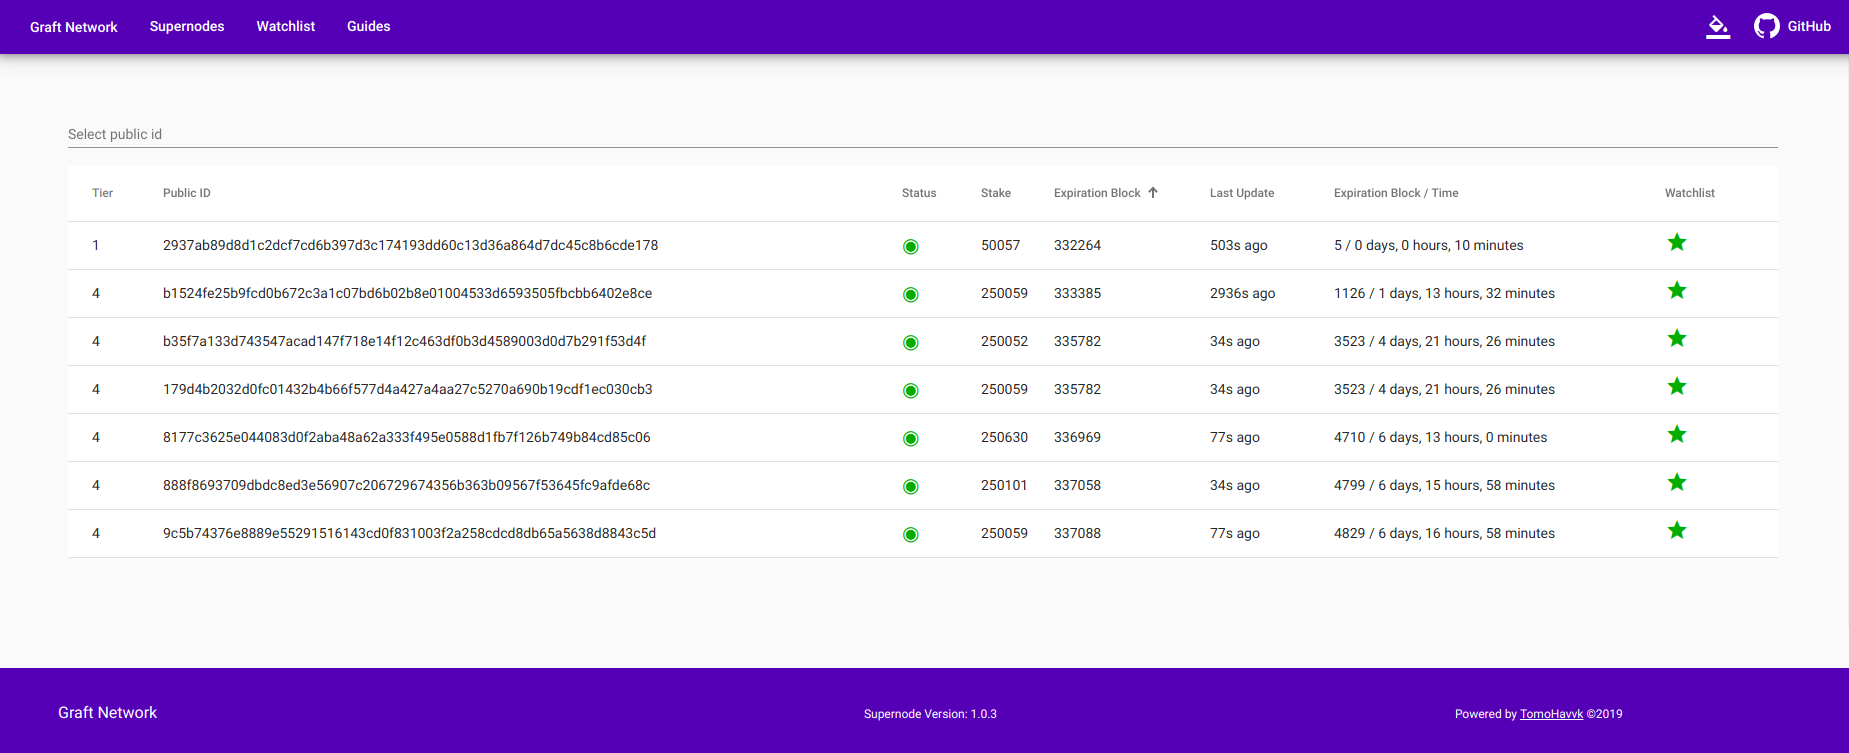 Graft Network Supernodes Watchlist Guides GitHub
Select public id
Tier Public ID Status Stake Expiration Block Last Update Expiration Block / Time Watchlist
1 2937ab89d8d1c2dcf7cd6b397d3c174193dd60c13d36a864d7dc45c8b6cde178 50057 332264 503s ago 5 / 0 days, 0 hours, 10 minutes
4 b1524fe25b9fcd0b672c3a1c07bd6b02b8e01004533d6593505fbcbb6402e8ce 250059 333385 2936s ago 1126 / 1 days, 13 hours, 32 minutes
4 b35f7a133d743547acad147f718e14f12c463df0b3d4589003d0d7b291f53d4f 250052 335782 34s ago 3523 / 4 days, 21 hours, 26 minutes
4 179d4b2032d0fc01432b4b66f577d4a427a4aa27c5270a690b19cdf1ec030cb3 250059 335782 34s ago 3523 / 4 days, 21 hours, 26 minutes
4 8177c3625e044083d0f2aba48a62a333f495e0588d1fb7f126b749b84cd85c06 250630 336969 77s ago 4710 / 6 days, 13 hours, 0 minutes
4 888f8693709dbdc8ed3e56907c206729674356b363b09567f53645fc9afde68c 250101 337058 34s ago 4799 / 6 days, 15 hours, 58 minutes
4 9c5b74376e8889e55291516143cd0f831003f2a258cdcd8db65a5638d8843c5d 250059 337088 77s ago 4829 / 6 days, 16 hours, 58 minutes
Graft Network Supernode Version: 1.0.3 Powered by TomoHavvk ©2019